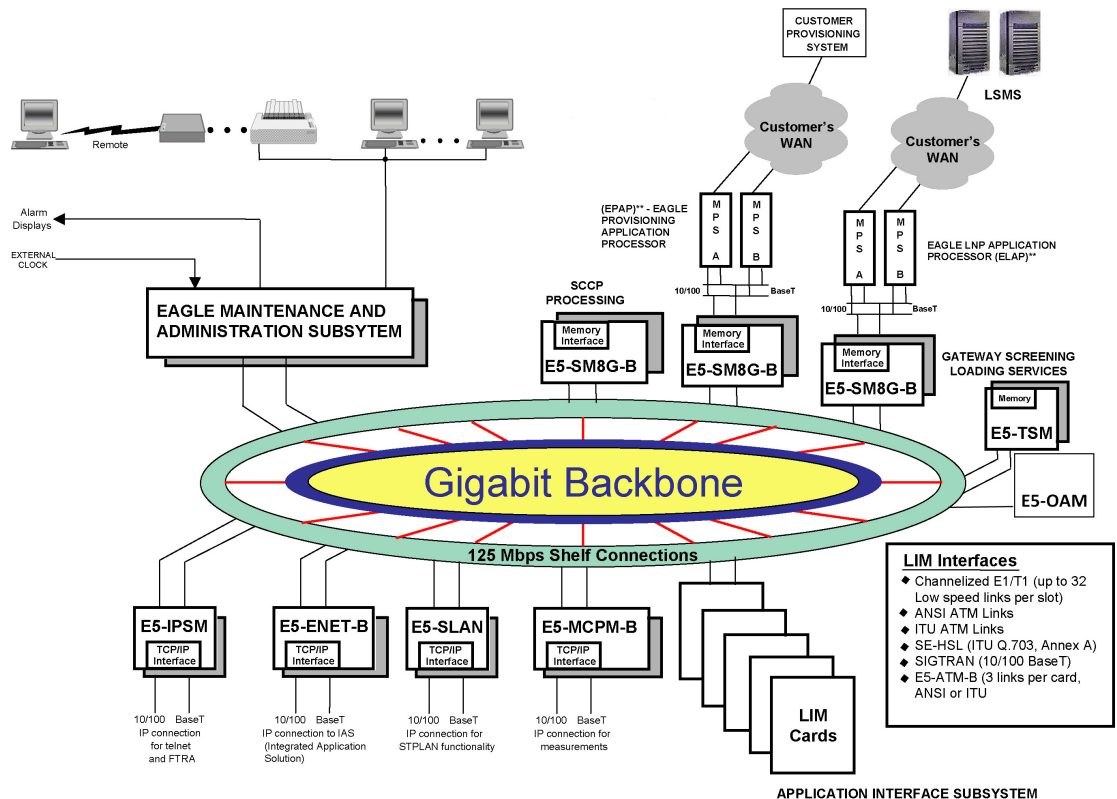 CUSTOMER
PROVISIONING
SYSTEM
LSMS
Remote
Customer's
WAN
Customer's
WAN
Alarm
Displays
EXTERNAL
CLOCK
(EPAP)** - EAGLE
PROVISIONING
APPLICATION
PROCESSOR
M
P
S
A
M
P
S
B
M
P
S
A
M
P
S
B
EAGLE LNP APPLICATION
PROCESSOR (ELAP)**
10/100
BaseT
10/100
BaseT
EAGLE MAINTENANCE AND
ADMINISTRATION SUBSYTEM
SCCP
PROCESSING
Memory
Interface
E5-SM8G-B
Memory
Interface
E5-SM8G-B
Memory
Interface
E5-SM8G-B
GATEWAY SCREENING
LOADING SERVICES
Memory
E5-TSM
E5-OAM
Gigabit Backbone
125 Mbps Shelf Connections
E5-IPSM
TCP/IP
Interface
10/100 BaseT
IP connection
for telnet
and FTRA
E5-ENET-B
TCP/IP
Interface
10/100 BaseT
IP connection to IAS
(Integrated Application
Solution)
E5-SLAN
TCP/IP
Interface
10/100 BaseT
IP connection for
STPLAN functionality
E5-MCPM-B
TCP/IP
Interface
10/100 BaseT
IP connection for
measurements
LIM
Cards
APPLICATION INTERFACE SUBSYSTEM
LIM Interfaces
◆ Channelized E1/T1 (up to 32
Low speed links per slot)
◆ ANSI ATM Links
◆ ITU ATM Links
◆ SE-HSL (ITU Q.703, Annex A)
◆ SIGTRAN (10/100 BaseT)
◆ E5-ATM-B (3 links per card,
ANSI or ITU